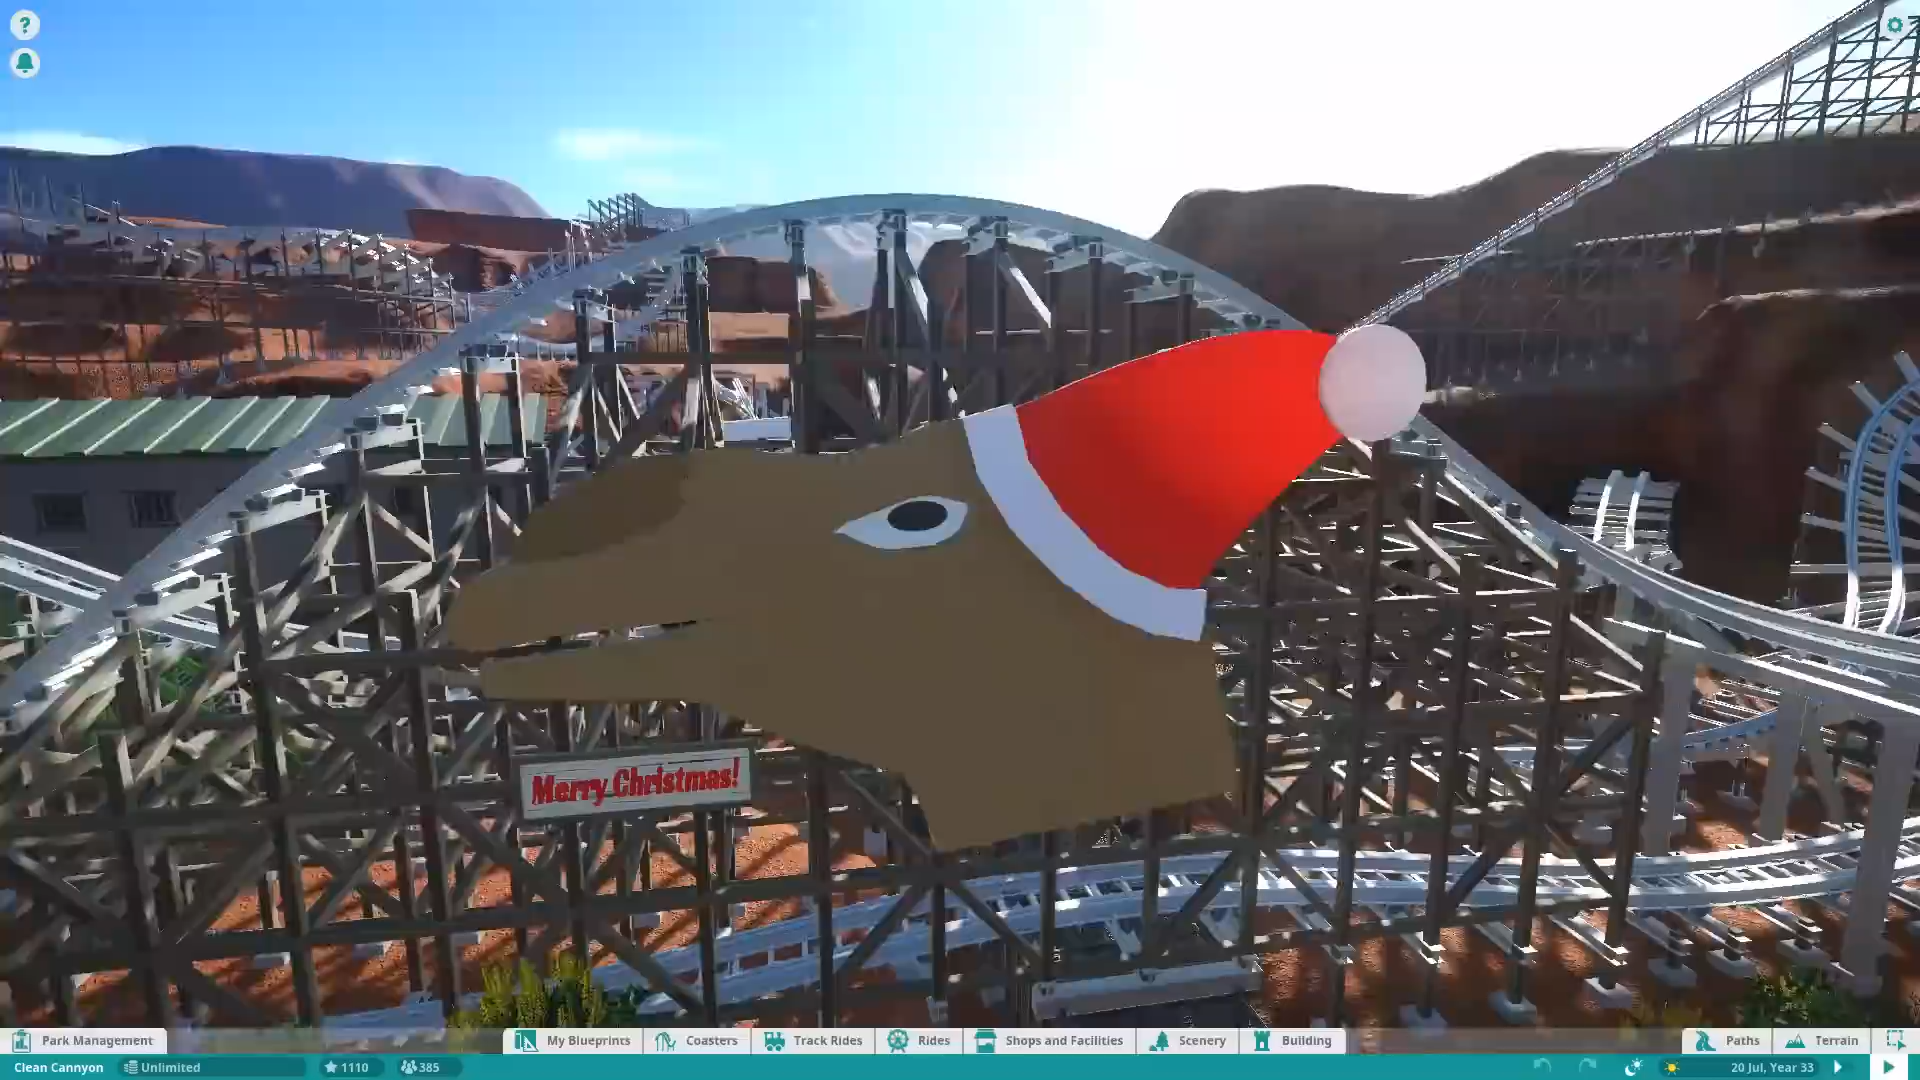 ?
Merry Christmas!
Park Management
My Blueprints
Coasters
Track Rides
Rides
Shops and Facilities
Scenery
Building
Paths
Terrain
Clean Cannyon
Unlimited
1110
385
20 Jul, Year 33